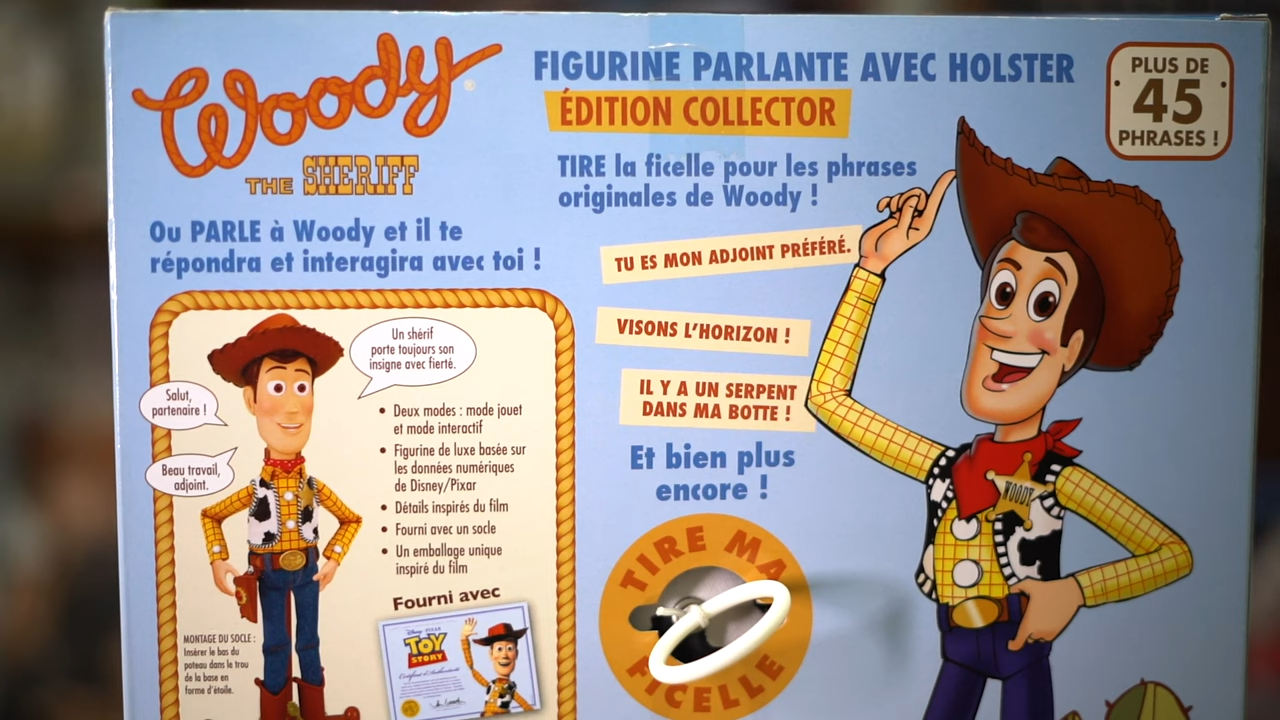 Woody
THE SHERIFF
FIGURINE PARLANTE AVEC HOLSTER
ÉDITION COLLECTOR
PLUS DE
45
PHRASES !
TIRE la ficelle pour les phrases
originales de Woody !
Ou PARLE à Woody et il te
répondra et interagira avec toi !
TU ES MON ADJOINT PRÉFÉRÉ.
VISONS L'HORIZON !
IL Y A UN SERPENT
DANS MA BOTTE !
Et bien plus
encore !
TIRE MA
FICELLE
Un shérif
porte toujours son
insigne avec fierté.
Salut,
partenaire !
Beau travail,
adjoint.
• Deux modes : mode jouet
et mode interactif
• Figurine de luxe basée sur
les données numériques
de Disney/Pixar
• Détails inspirés du film
• Fourni avec un socle
• Un emballage unique
inspiré du film
Fourni avec
Disney PIXAR
TOY
STORY
Certificat d'Authenticité
MONTAGE DU SOCLE :
Insérer le bas du
poteau dans le trou
de la base en
forme d'étoile.
WOODY